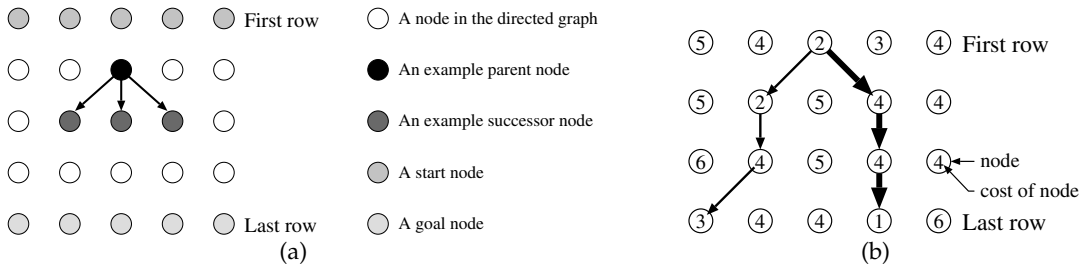 First row
A node in the directed graph
An example parent node
An example successor node
A start node
Last row
A goal node
(a)
5 4 2 3 4 First row
5 2 5 4 4
6 4 5 4 4
node
cost of node
3 4 4 1 6 Last row
(b)